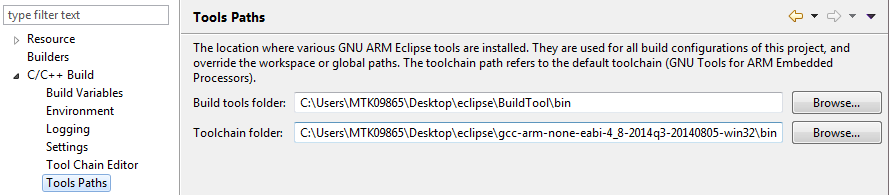 type filter text
Resource
Builders
C/C++ Build
Build Variables
Environment
Logging
Settings
Tool Chain Editor
Tools Paths
Tools Paths
The location where various GNU ARM Eclipse tools are installed. They are used for all build configurations of this project, and
override the workspace or global paths. The toolchain path refers to the default toolchain (GNU Tools for ARM Embedded
Processors).
Build tools folder: C:\Users\MTK09865\Desktop\eclipse\BuildTool\bin Browse...
Toolchain folder: C:\Users\MTK09865\Desktop\eclipse\gcc-arm-none-eabi-4_8-2014q3-20140805-win32\bin Browse...